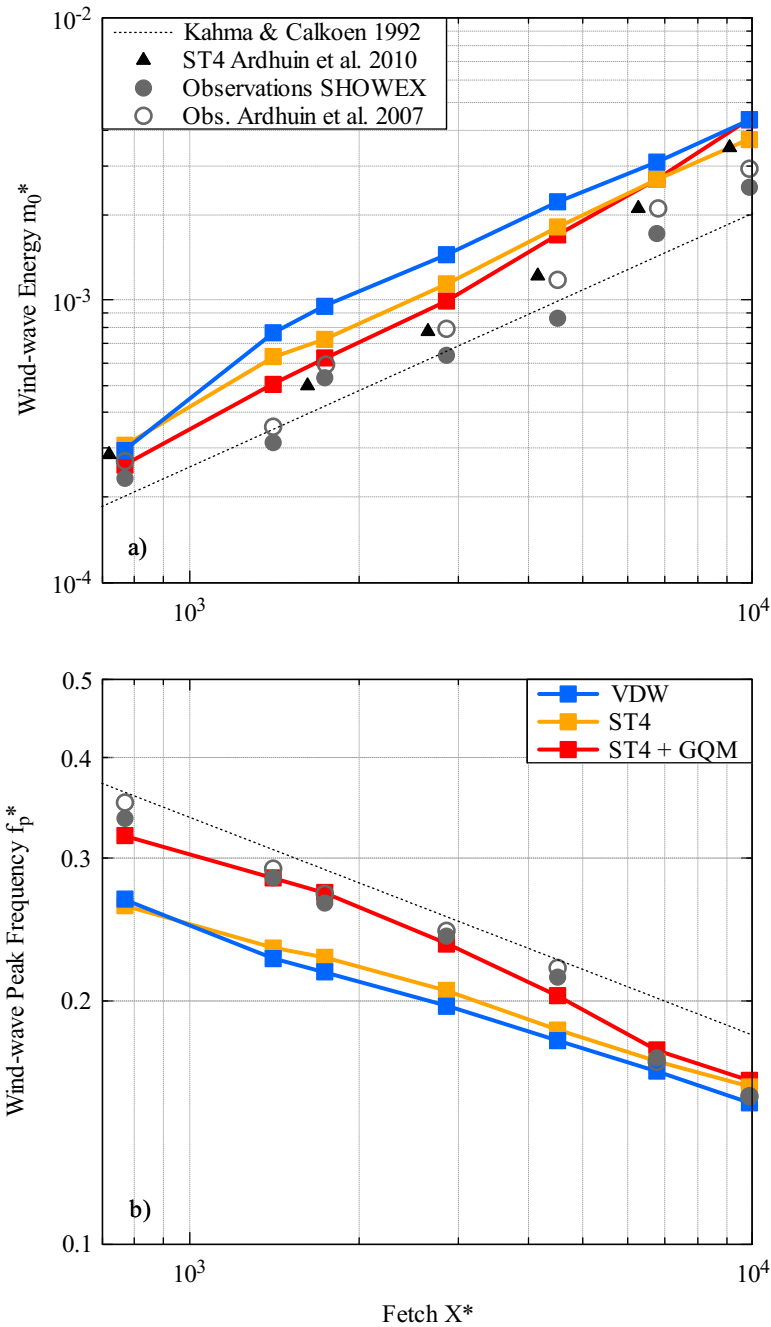 10^-2
Kahma & Calkoen 1992
ST4 Ardhuin et al. 2010
Observations SHOWEX
Obs. Ardhuin et al. 2007
Wind-wave Energy m_0*
10^-3
a)
10^-4
10^3
10^4
0.5
VDW
ST4
ST4 + GQM
0.4
Wind-wave Peak Frequency f_p*
0.3
0.2
b)
0.1
10^3
10^4
Fetch X*